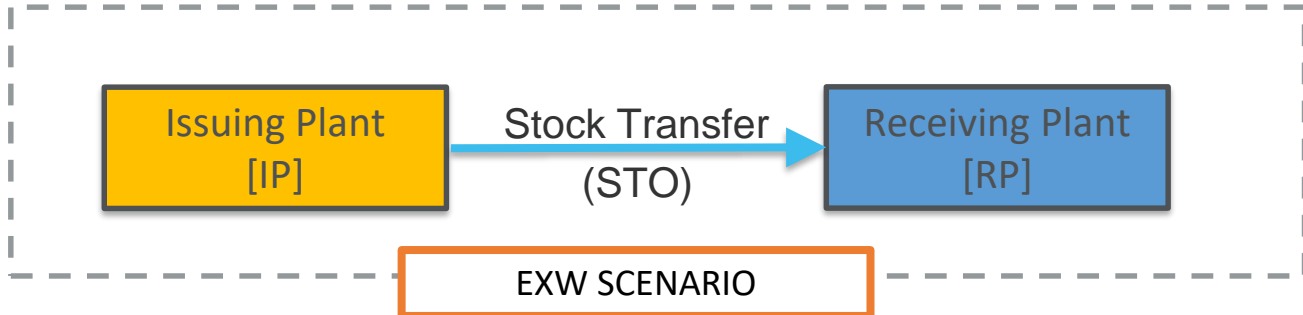 Issuing Plant
[IP]
Stock Transfer
(STO)
Receiving Plant
[RP]
EXW SCENARIO